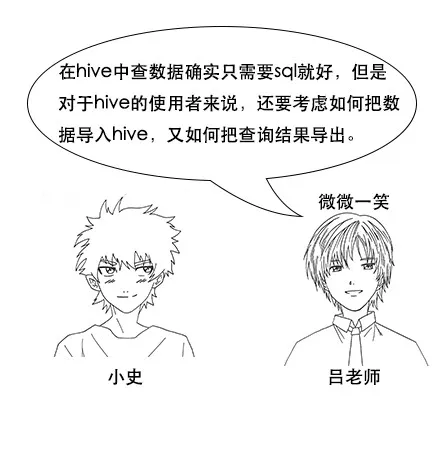 在hive中查数据确实只需要sql就好，但是
对于hive的使用者来说，还要考虑如何把数
据导入hive，又如何把查询结果导出。
微微一笑
小史
吕老师